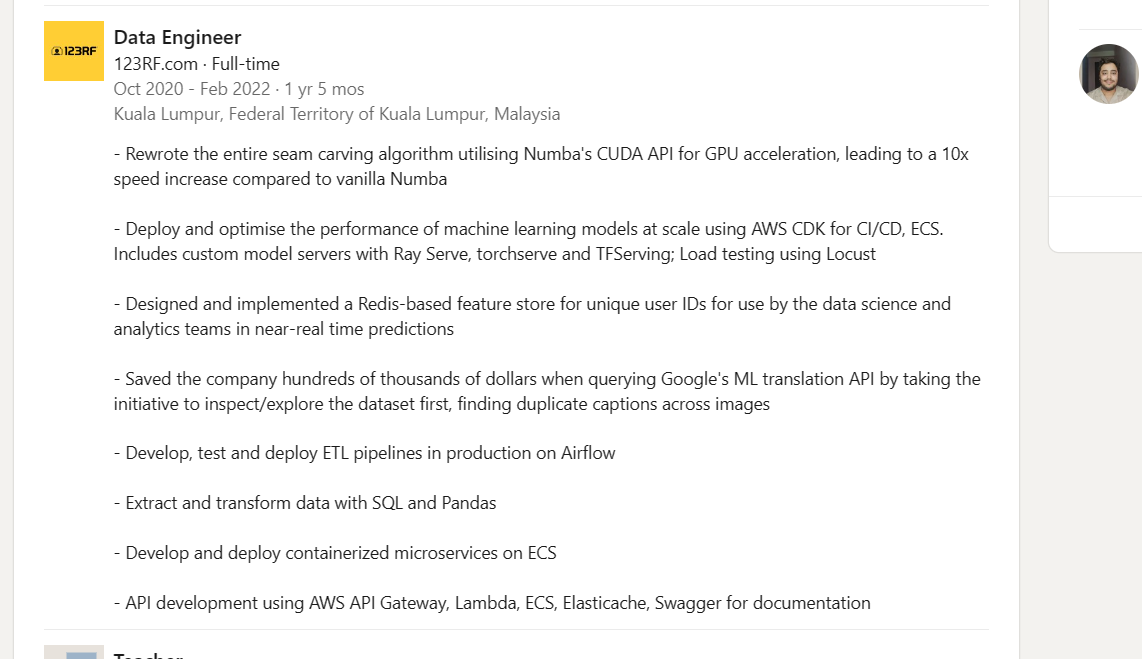 123RF
Data Engineer
123RF.com · Full-time
Oct 2020 - Feb 2022 · 1 yr 5 mos
Kuala Lumpur, Federal Territory of Kuala Lumpur, Malaysia
- Rewrote the entire seam carving algorithm utilising Numba's CUDA API for GPU acceleration, leading to a 10x
speed increase compared to vanilla Numba
- Deploy and optimise the performance of machine learning models at scale using AWS CDK for CI/CD, ECS.
Includes custom model servers with Ray Serve, torchserve and TFServing; Load testing using Locust
- Designed and implemented a Redis-based feature store for unique user IDs for use by the data science and
analytics teams in near-real time predictions
- Saved the company hundreds of thousands of dollars when querying Google's ML translation API by taking the
initiative to inspect/explore the dataset first, finding duplicate captions across images
- Develop, test and deploy ETL pipelines in production on Airflow
- Extract and transform data with SQL and Pandas
- Develop and deploy containerized microservices on ECS
- API development using AWS API Gateway, Lambda, ECS, Elasticache, Swagger for documentation